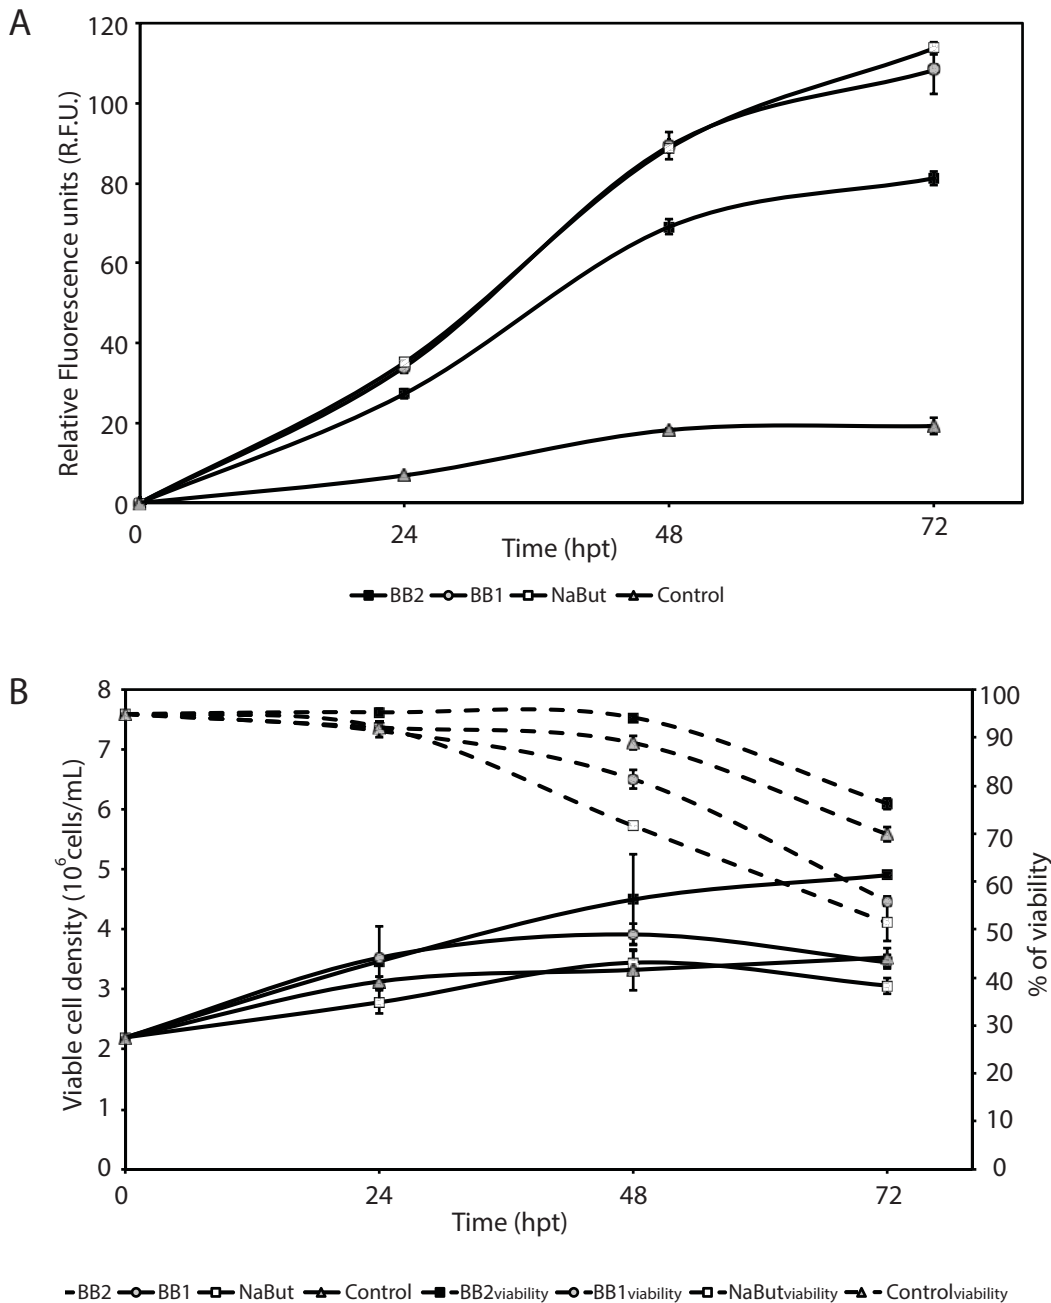 A
Relative Fluorescence units (R.F.U.)
120
100
80
60
40
20
0
0 24 48 72
Time (hpt)
BB2 BB1 NaBut Control
B
Viable cell density (10⁶cells/mL)
8
7
6
5
4
3
2
1
0
100
90
80
70
60
50
40
30
20
10
0
% of viability
0 24 48 72
Time (hpt)
BB2 BB1 NaBut Control BB2viability BB1viability NaButviability Controlviability